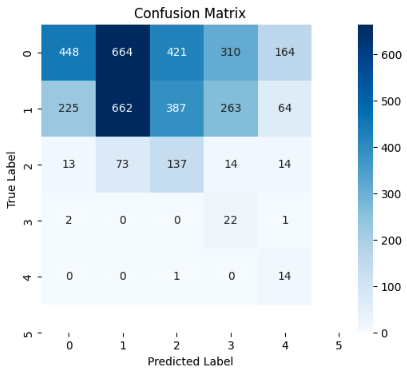 Confusion Matrix
0 448 664 421 310 164
1 225 662 387 263 64
2 13 73 137 14 14
3 2 0 0 22 1
4 0 0 1 0 14
5
0 1 2 3 4 5
Predicted Label
True Label
600
500
400
300
200
100
0